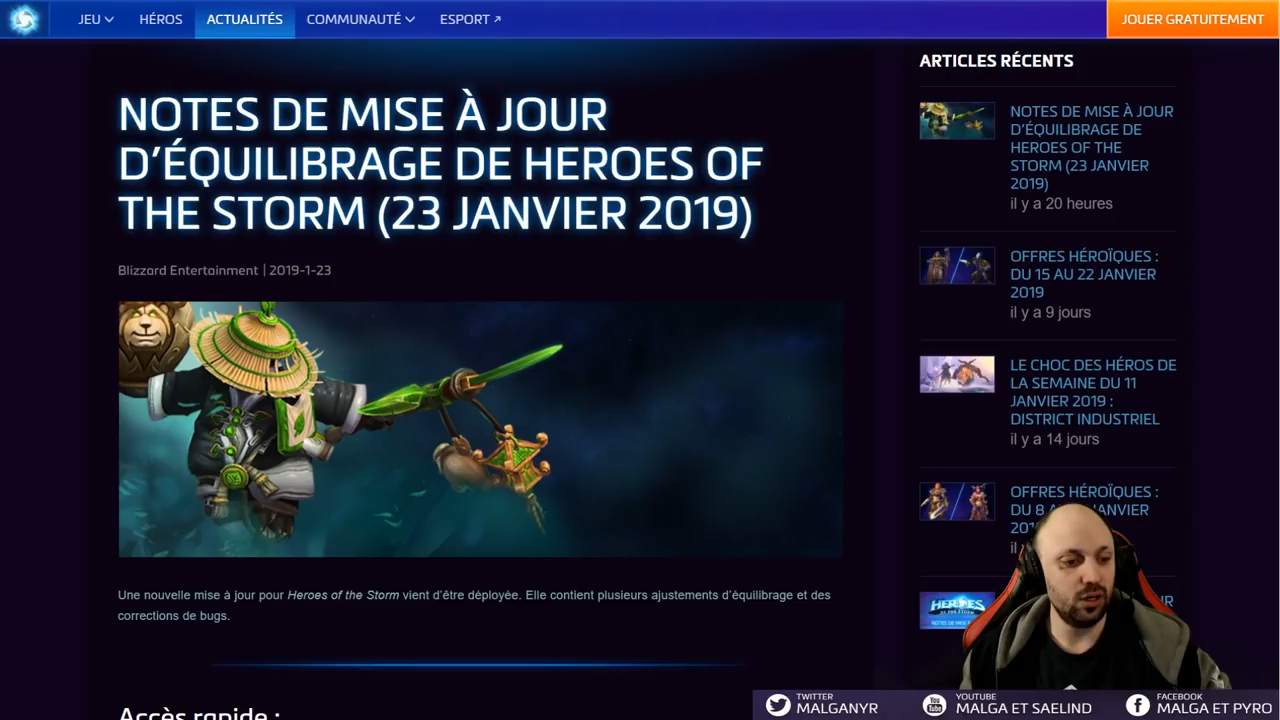 JEU
HÉROS
ACTUALITÉS
COMMUNAUTÉ
ESPORT
JOUER GRATUITEMENT
NOTES DE MISE À JOUR
D’ÉQUILIBRAGE DE HEROES OF
THE STORM (23 JANVIER 2019)
Blizzard Entertainment | 2019-1-23
Une nouvelle mise à jour pour Heroes of the Storm vient d’être déployée. Elle contient plusieurs ajustements d’équilibrage et des
corrections de bugs.
Accès rapide :
ARTICLES RÉCENTS
NOTES DE MISE À JOUR
D’ÉQUILIBRAGE DE
HEROES OF THE
STORM (23 JANVIER
2019)
il y a 20 heures
OFFRES HÉROÏQUES :
DU 15 AU 22 JANVIER
2019
il y a 9 jours
LE CHOC DES HÉROS DE
LA SEMAINE DU 11
JANVIER 2019 :
DISTRICT INDUSTRIEL
il y a 14 jours
OFFRES HÉROÏQUES :
DU 8 A
HEROES
TWITTER
MALGANYR
YOUTUBE
MALGA ET SAELIND
FACEBOOK
MALGA ET PYRO